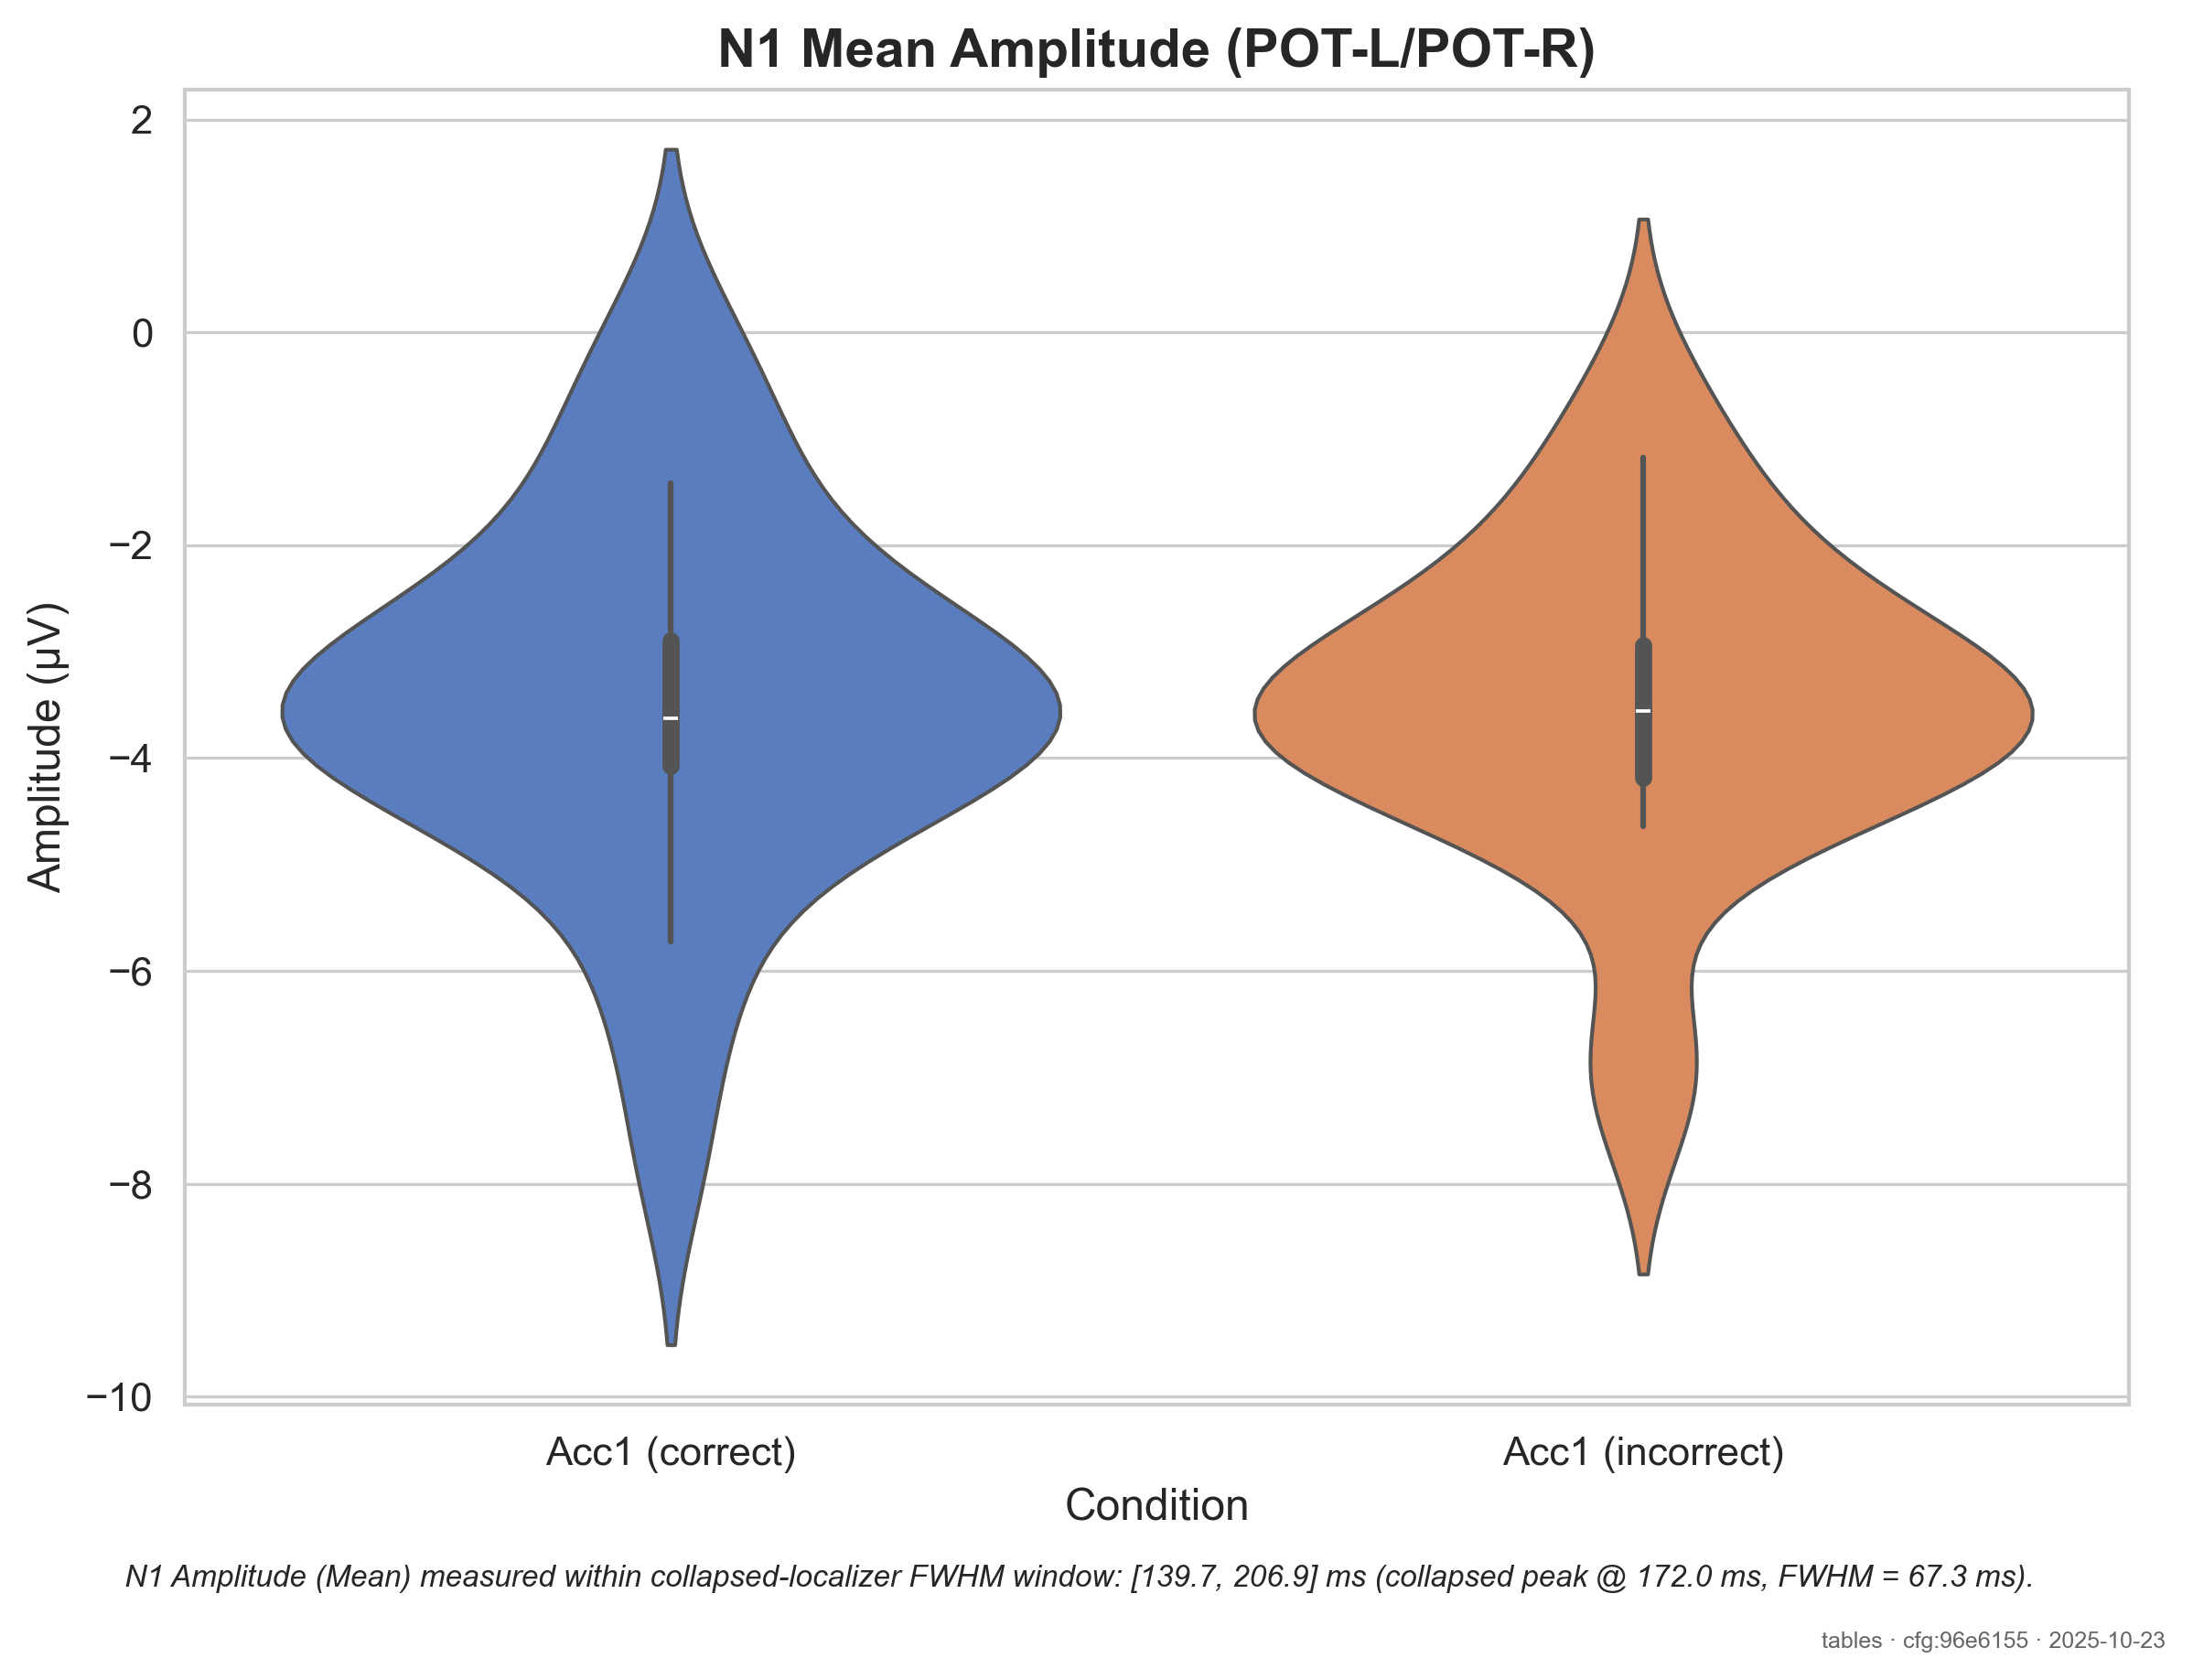 N1 Mean Amplitude (POT-L/POT-R)
Amplitude (µV)
2
0
−2
−4
−6
−8
−10
Acc1 (correct)
Acc1 (incorrect)
Condition
N1 Amplitude (Mean) measured within collapsed-localizer FWHM window: [139.7, 206.9] ms (collapsed peak @ 172.0 ms, FWHM = 67.3 ms).
tables · cfg:96e6155 · 2025-10-23